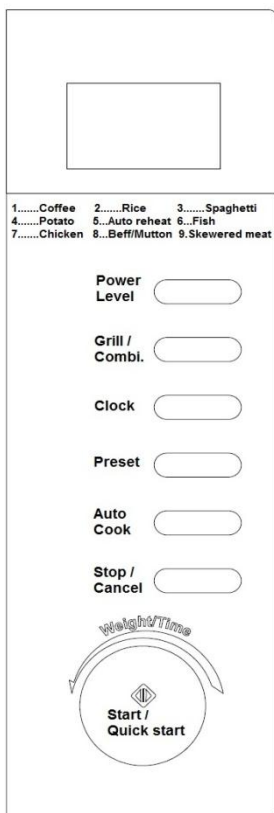 1.......Coffee 2.......Rice 3.......Spaghetti
4.......Potato 5...Auto reheat 6...Fish
7.......Chicken 8...Beff/Mutton 9.Skewered meat
Power
Level
Grill /
Combi.
Clock
Preset
Auto
Cook
Stop /
Cancel
Weight/Time
Start /
Quick start